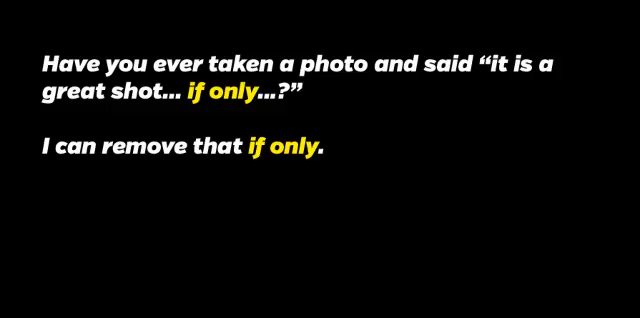 Have you ever taken a photo and said “it is a
great shot... if only...?”
I can remove that if only.